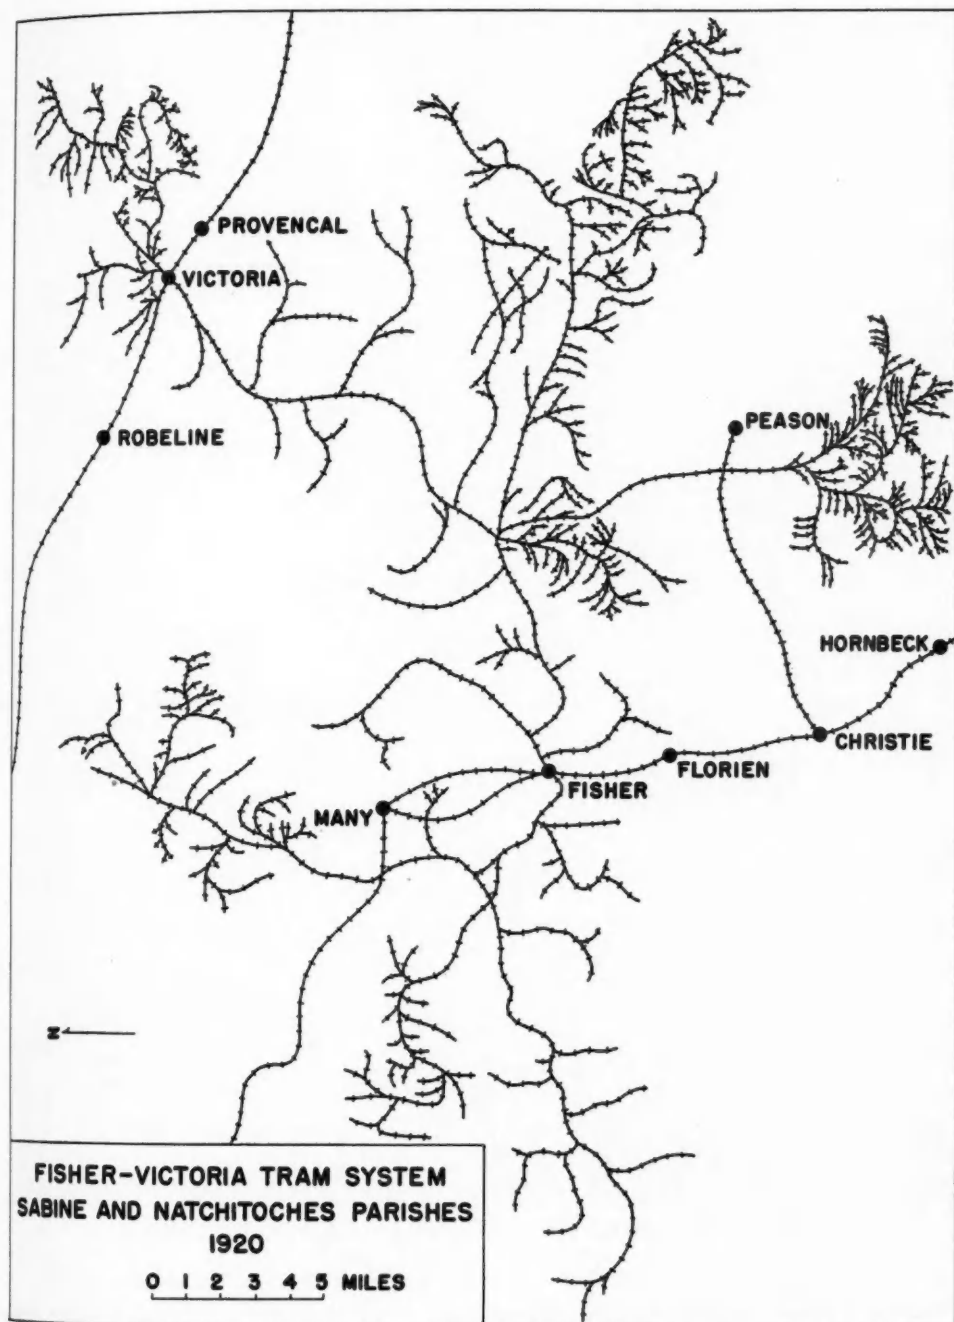 PROVENCAL
VICTORIA
ROBELINE
PEASON
HORNBECK
CHRISTIE
FLORIEN
FISHER
MANY
N
FISHER-VICTORIA TRAM SYSTEM
SABINE AND NATCHITOCHES PARISHES
1920
0 1 2 3 4 5 MILES